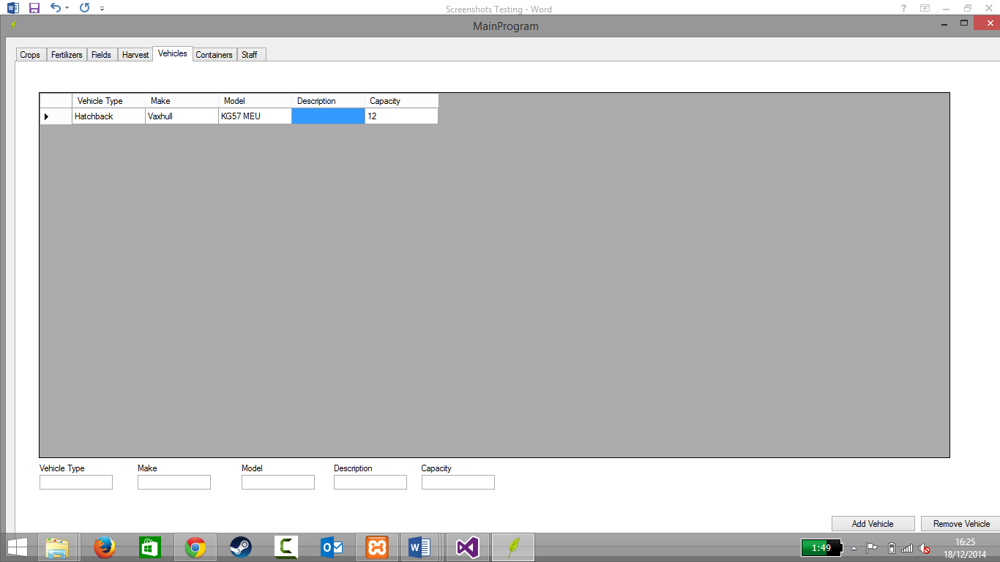 Screenshots Testing - Word
?
MainProgram
Crops Fertilizers Fields Harvest Vehicles Containers Staff
Vehicle Type Make Model Description Capacity
Hatchback Vaxhull KG57 MEU 12
Vehicle Type Make Model Description Capacity
Add Vehicle Remove Vehicle
1:49 16:25
18/12/2014